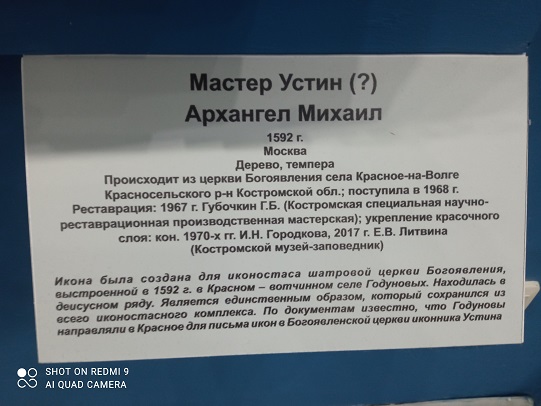 Мастер Устин (?)
Архангел Михаил
1592 г.
Москва
Дерево, темпера
Происходит из церкви Богоявления села Красное-на-Волге
Красносельского р-н Костромской обл.; поступила в 1968 г.
Реставрация: 1967 г. Губочкин Г.Б. (Костромская специальная научно-
реставрационная производственная мастерская); укрепление красочного
слоя: кон. 1970-х гг. И.Н. Городкова, 2017 г. Е.В. Литвина
(Костромской музей-заповедник)
Икона была создана для иконостаса шатровой церкви Богоявления,
выстроенной в 1592 г. в Красном – вотчинном селе Годуновых. Находилась в
деисусном ряду. Является единственным образом, который сохранился из
всего иконостасного комплекса. По документам известно, что Годуновы
направляли в Красное для письма икон в Богоявленской церкви иконника Устина
SHOT ON REDMI 9
AI QUAD CAMERA